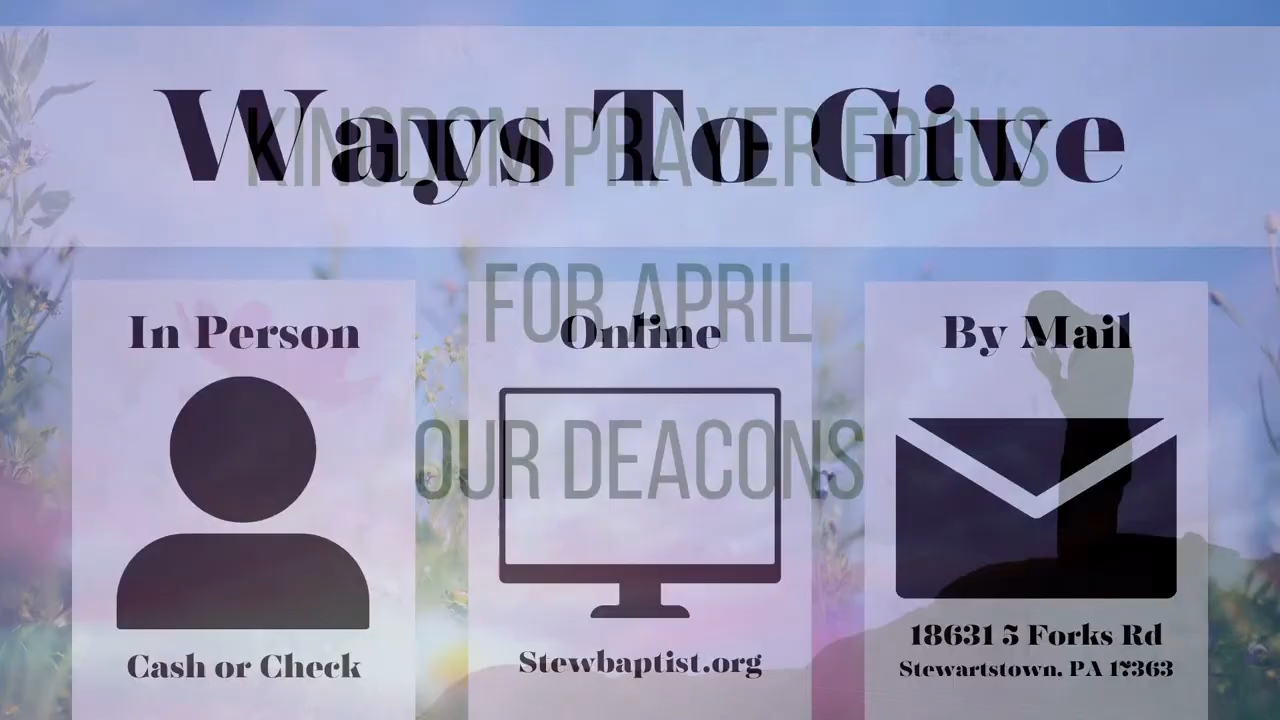 Ways To Give
KINGDOM PRAYER FOCUS
FOR APRIL
OUR DEACONS
In Person
Cash or Check
Online
Stewbaptist.org
By Mail
18631 5 Forks Rd
Stewartstown, PA 17363